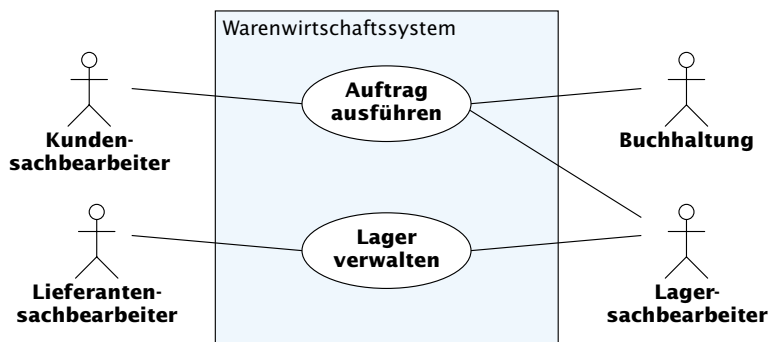 Warenwirtschaftssystem
Auftrag
ausführen
Kunden-
sachbearbeiter
Buchhaltung
Lager
verwalten
Lieferanten-
sachbearbeiter
Lager-
sachbearbeiter